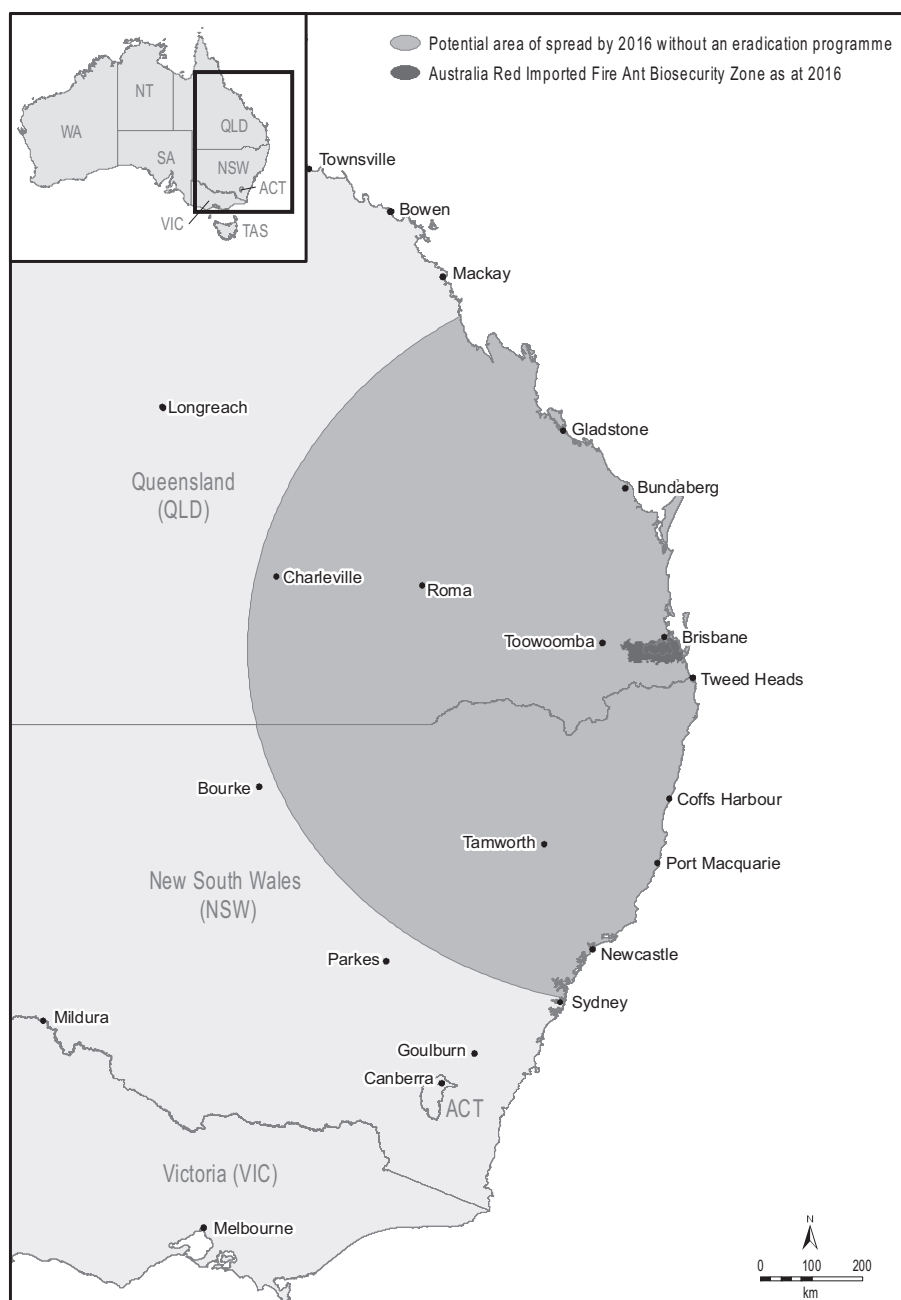 Potential area of spread by 2016 without an eradication programme
Australia Red Imported Fire Ant Biosecurity Zone as at 2016
NT
QLD
WA
SA
NSW
ACT
VIC
TAS
Townsville
Bowen
Mackay
Longreach
Gladstone
Queensland
(QLD)
Bundaberg
Charleville
Roma
Toowoomba
Brisbane
Tweed Heads
Bourke
Coffs Harbour
Tamworth
Port Macquarie
New South Wales
(NSW)
Parkes
Newcastle
Sydney
Mildura
Goulburn
Canberra
ACT
Victoria (VIC)
Melbourne
N
0 100 200
km